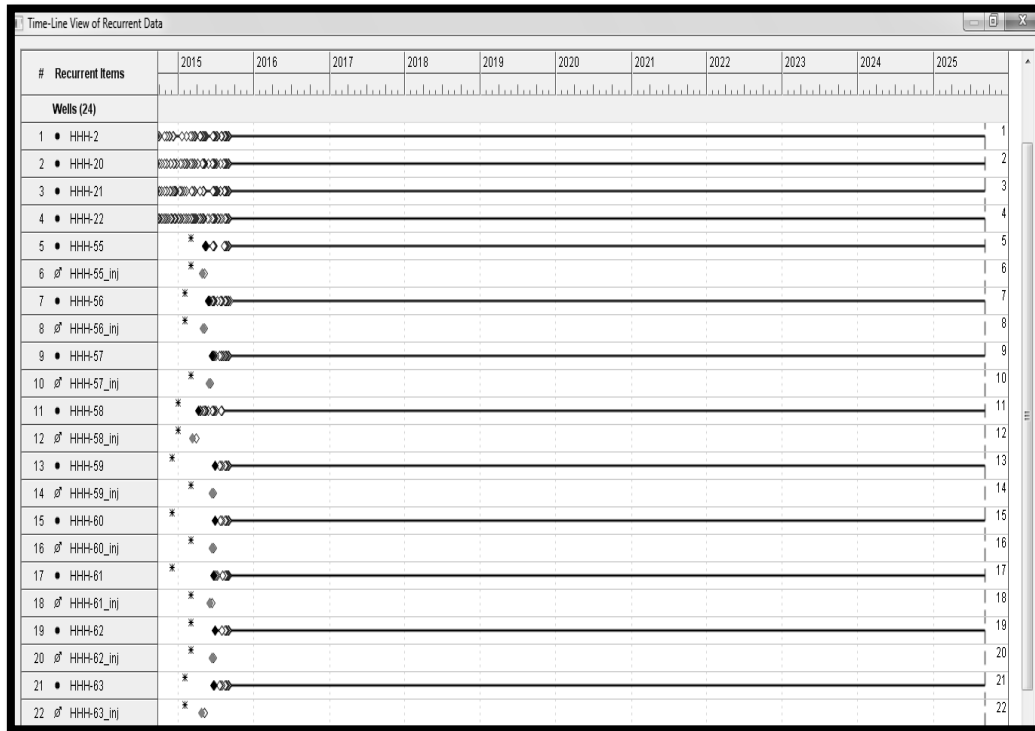 Time-Line View of Recurrent Data
# Recurrent Items 2015 2016 2017 2018 2019 2020 2021 2022 2023 2024 2025
Wells (24)
1 HHH-2 1
2 HHH-20 2
3 HHH-21 3
4 HHH-22 4
5 HHH-55 5
6 HHH-55_inj 6
7 HHH-56 7
8 HHH-56_inj 8
9 HHH-57 9
10 HHH-57_inj 10
11 HHH-58 11
12 HHH-58_inj 12
13 HHH-59 13
14 HHH-59_inj 14
15 HHH-60 15
16 HHH-60_inj 16
17 HHH-61 17
18 HHH-61_inj 18
19 HHH-62 19
20 HHH-62_inj 20
21 HHH-63 21
22 HHH-63_inj 22